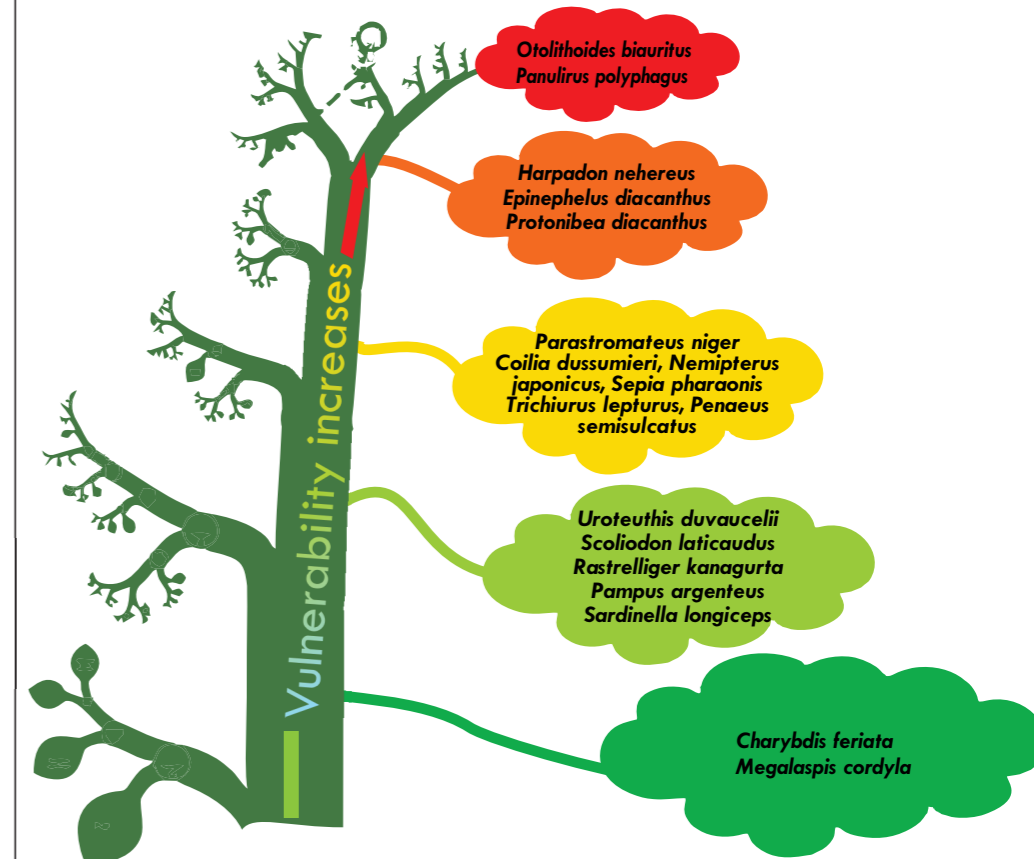 Otolithoides biauritus
Panulirus polyphagus
Harpadon nehereus
Epinephelus diacanthus
Protonibea diacanthus
Parastromateus niger
Coilia dussumieri, Nemipterus
japonicus, Sepia pharaonis
Trichiurus lepturus, Penaeus
semisulcatus
Uroteuthis duvaucelii
Scoliodon laticaudus
Rastrelliger kanagurta
Pampus argenteus
Sardinella longiceps
Charybdis feriata
Megalaspis cordyla
Vulnerability increases